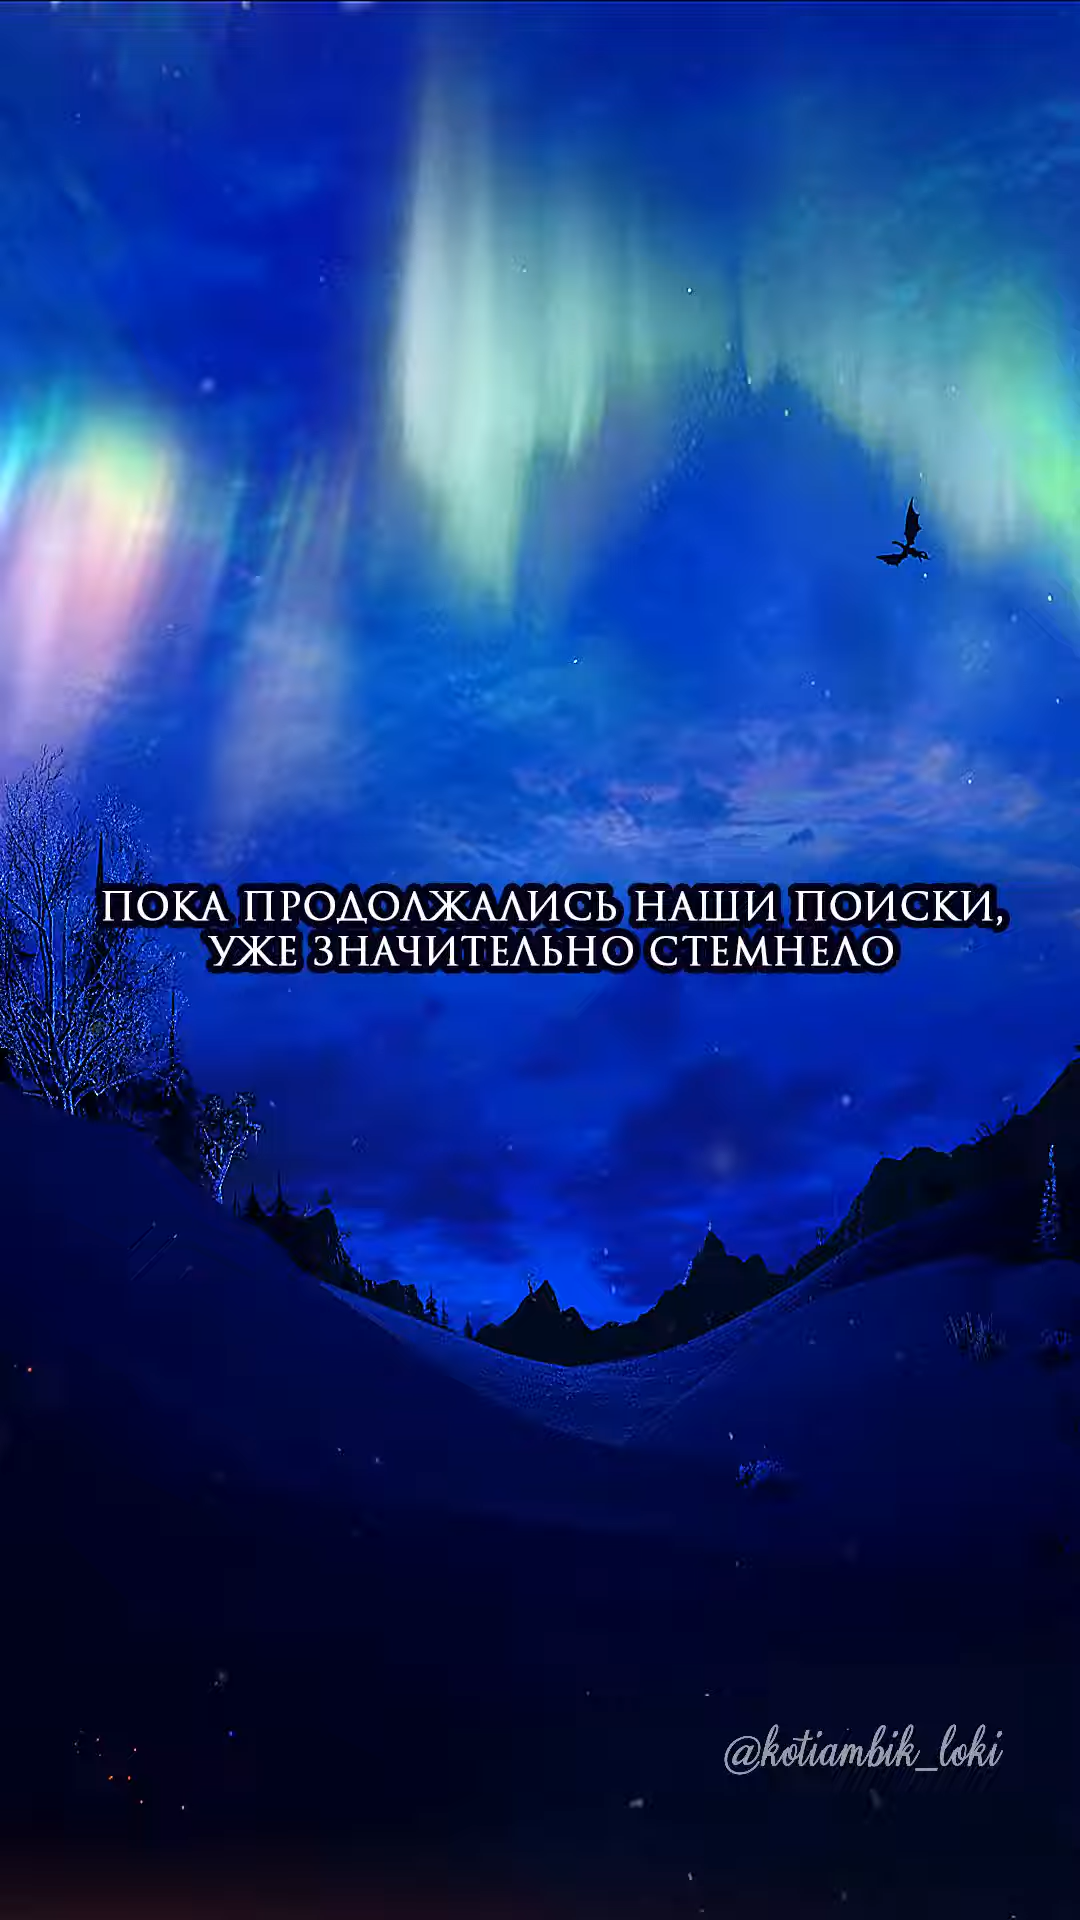 ПОКА ПРОДОЛЖАЛИСЬ НАШИ ПОИСКИ,
УЖЕ ЗНАЧИТЕЛЬНО СТЕМНЕЛО
@kotiambik_loki